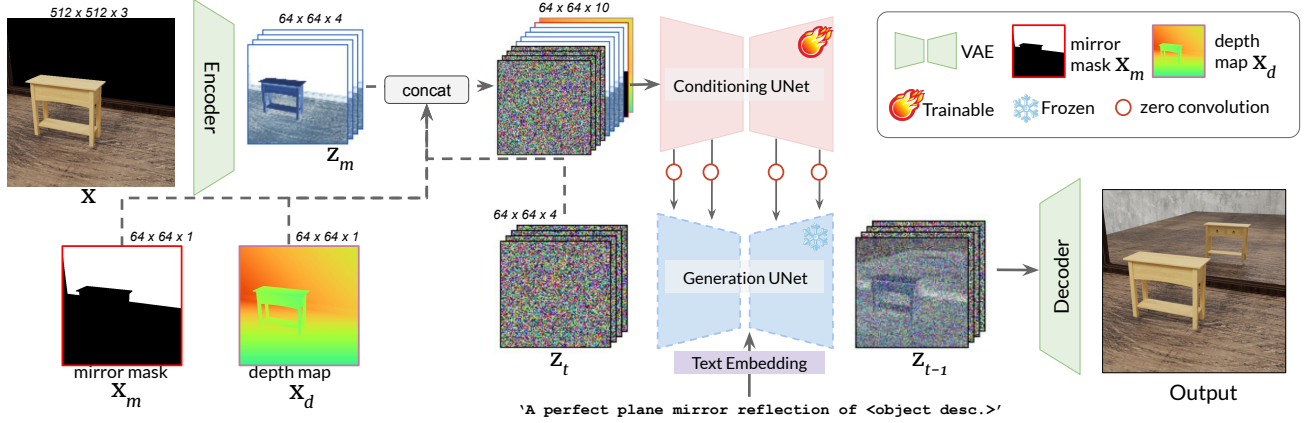 512 x 512 x 3
x
Encoder
64 x 64 x 4
z_m
concat
64 x 64 x 10
Conditioning UNet
VAE
mirror
mask x_m
depth
map x_d
Trainable
Frozen
zero convolution
64 x 64 x 1
mirror mask
x_m
64 x 64 x 1
depth map
x_d
64 x 64 x 4
z_t
Generation UNet
Text Embedding
'A perfect plane mirror reflection of <object desc.>'
z_{t-1}
Decoder
Output